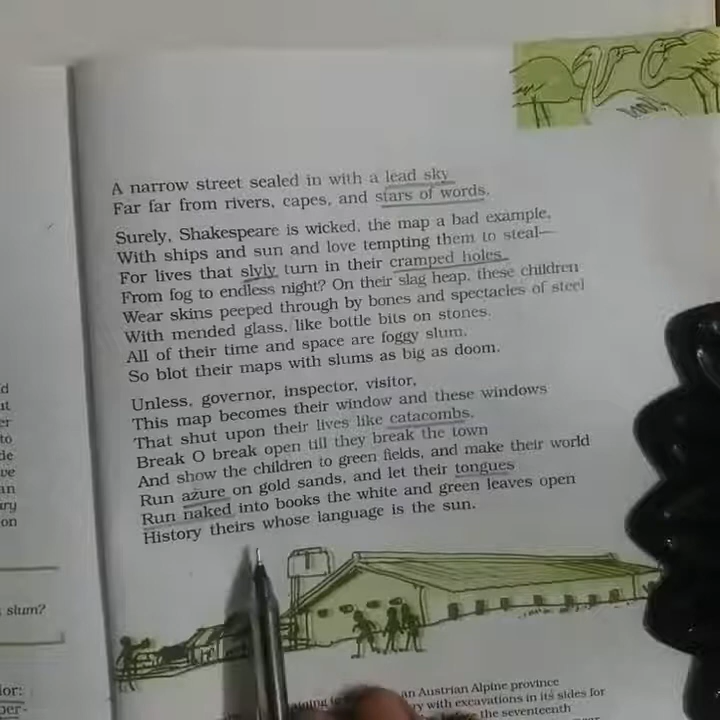 A narrow street sealed in with a lead sky
Far far from rivers, capes, and stars of words.
Surely, Shakespeare is wicked, the map a bad example,
With ships and sun and love tempting them to steal—
For lives that slyly turn in their cramped holes
From fog to endless night? On their slag heap, these children
Wear skins peeped through by bones and spectacles of steel
With mended glass, like bottle bits on stones.
All of their time and space are foggy slum.
So blot their maps with slums as big as doom.
Unless, governor, inspector, visitor,
This map becomes their window and these windows
That shut upon their lives like catacombs,
Break O break open till they break the town
And show the children to green fields, and make their world
Run azure on gold sands, and let their tongues
Run naked into books the white and green leaves open
History theirs whose language is the sun.
slum?
an Austrian Alpine province
with excavations in its sides for
the seventeenth